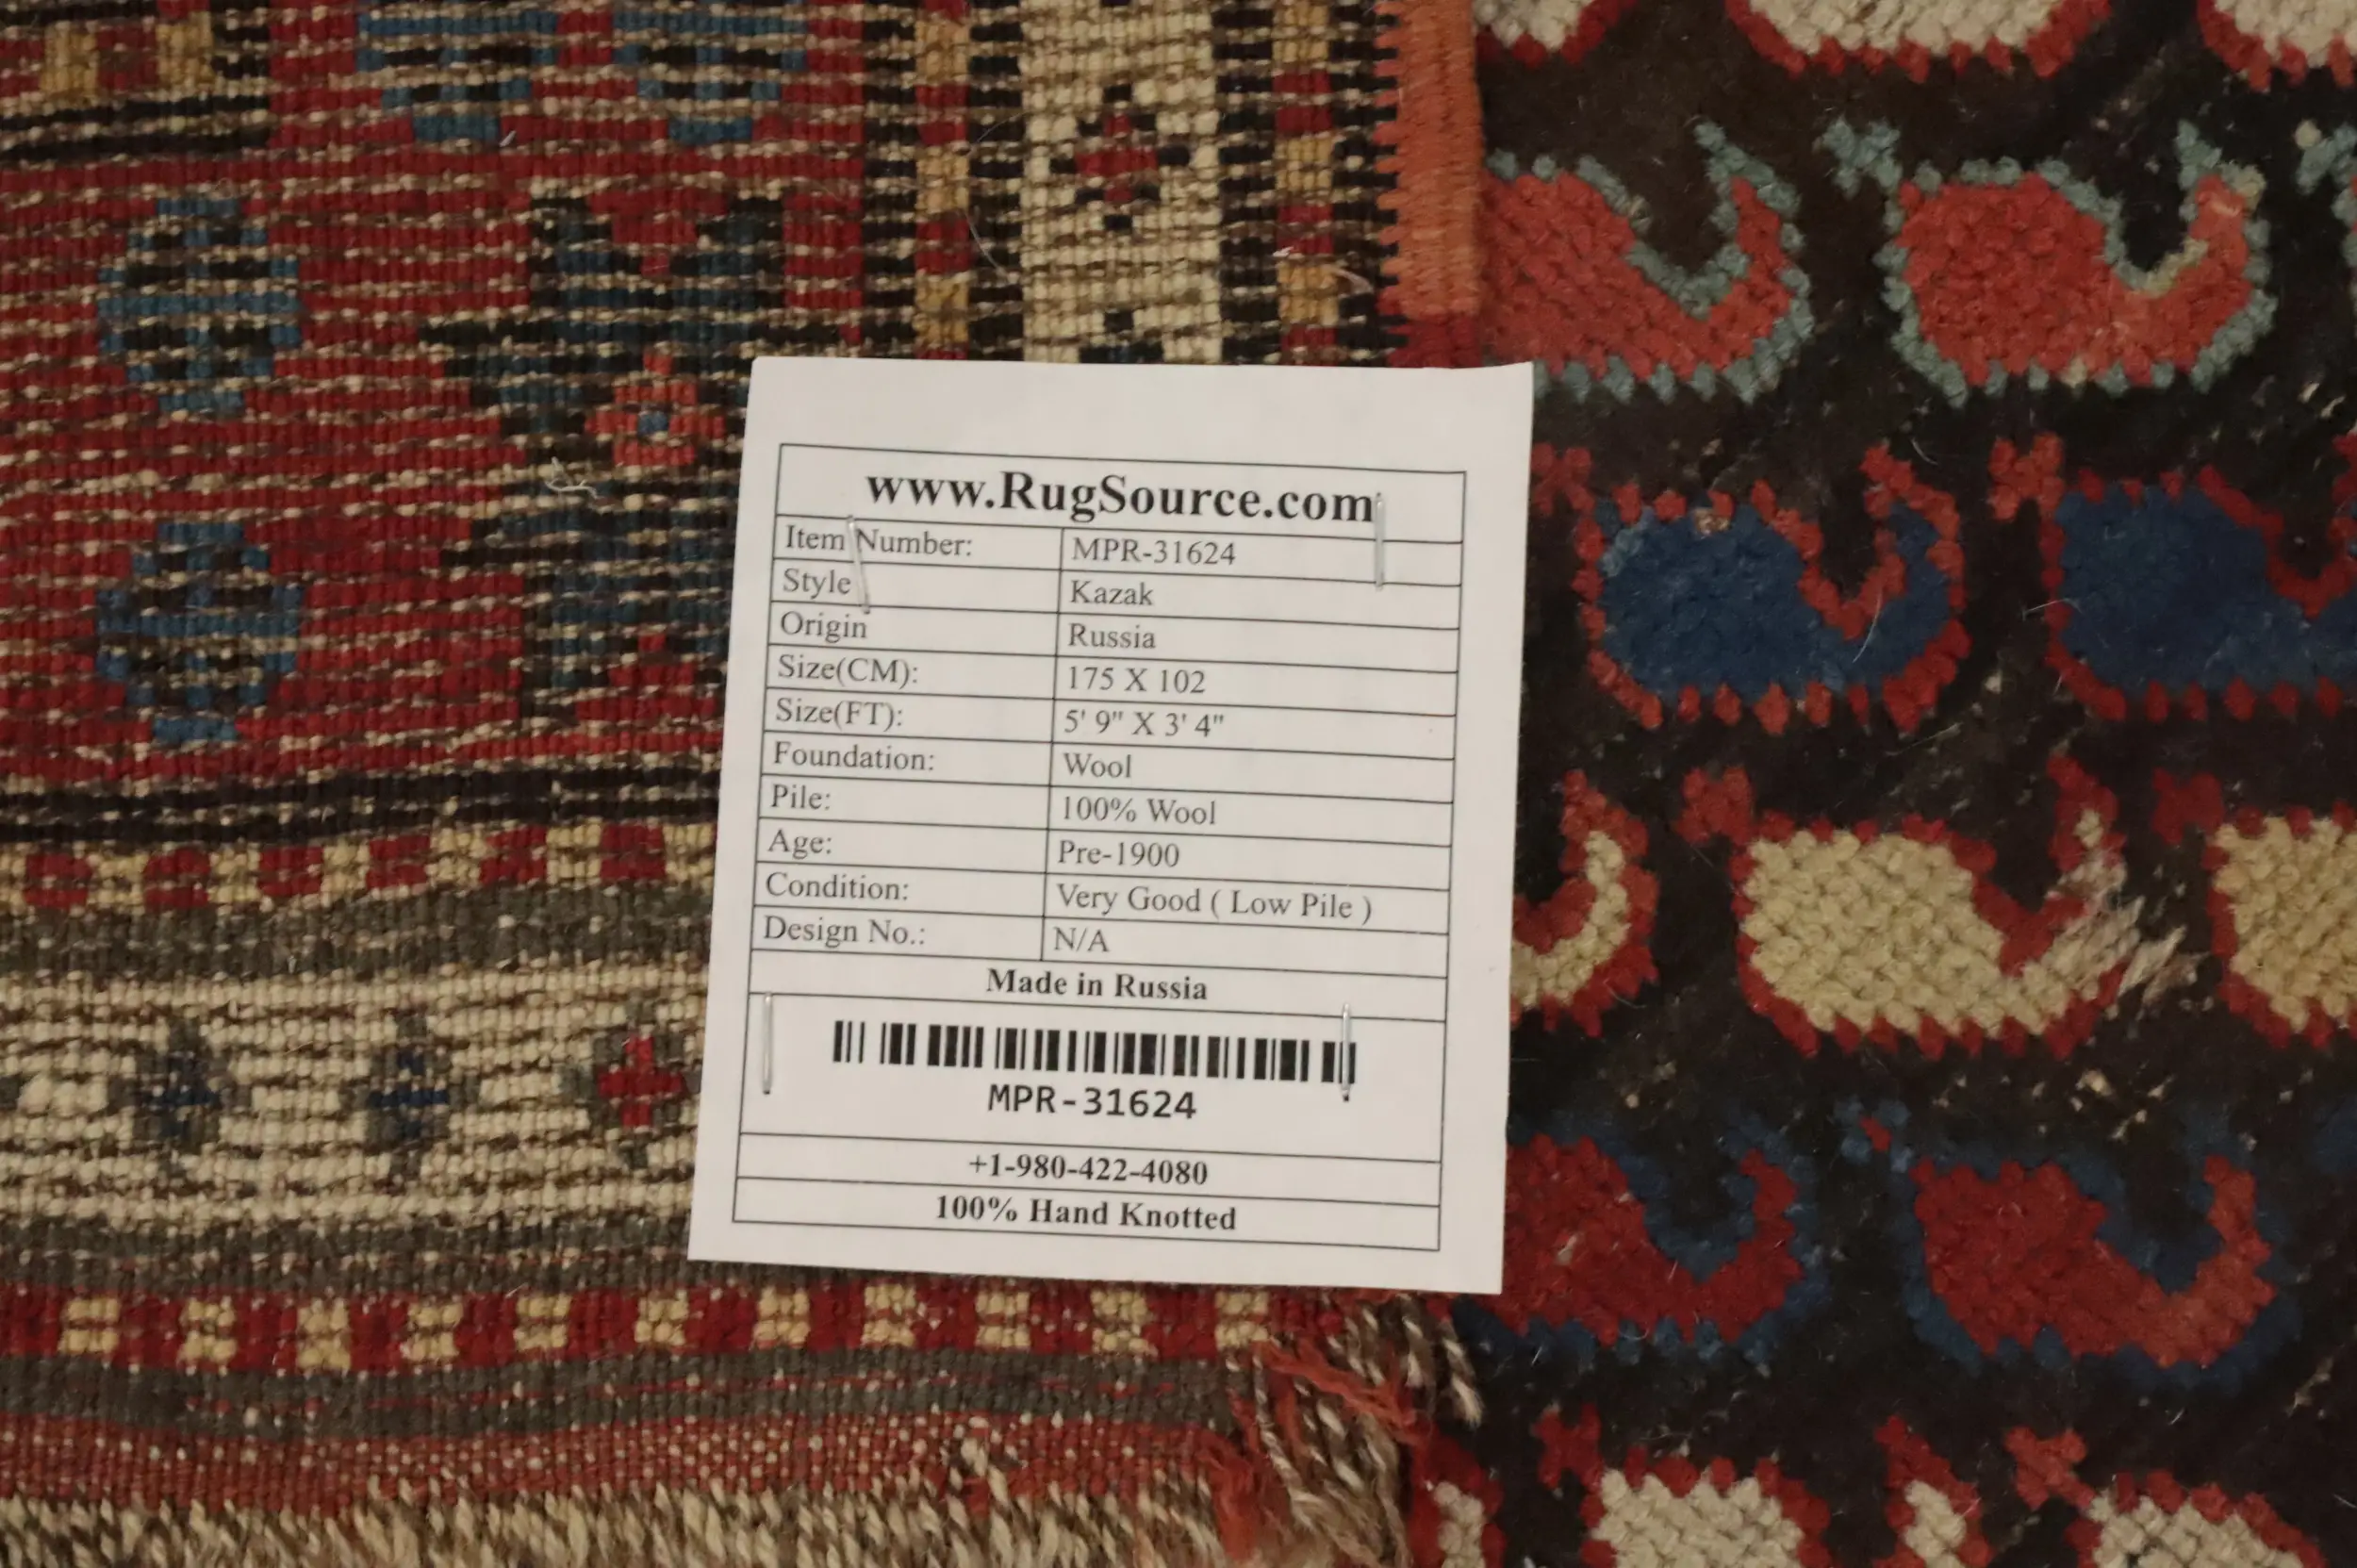 www.RugSource.com
Item Number: MPR-31624
Style Kazak
Origin Russia
Size(CM): 175 X 102
Size(FT): 5' 9" X 3' 4"
Foundation: Wool
Pile: 100% Wool
Age: Pre-1900
Condition: Very Good ( Low Pile )
Design No.: N/A
Made in Russia
MPR-31624
+1-980-422-4080
100% Hand Knotted